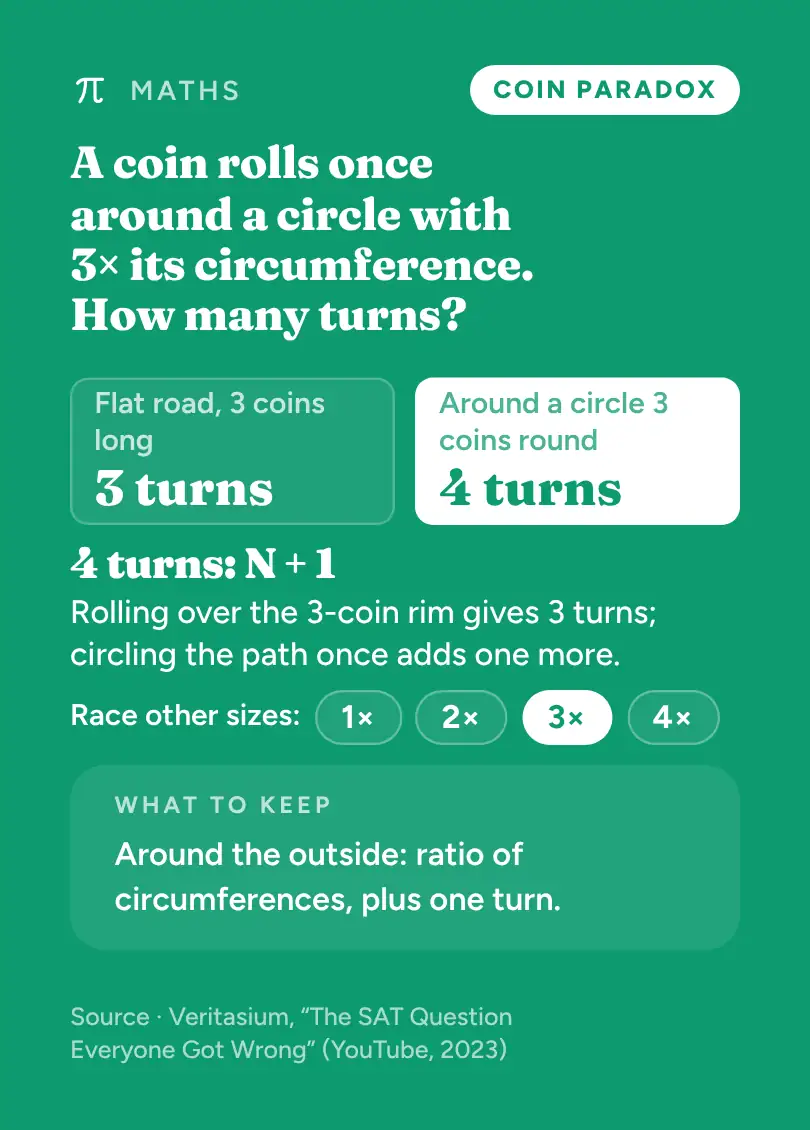 π MATHS
COIN PARADOX
A coin rolls once
around a circle with
3× its circumference.
How many turns?
Flat road, 3 coins
long
3 turns
Around a circle 3
coins round
4 turns
4 turns: N + 1
Rolling over the 3-coin rim gives 3 turns;
circling the path once adds one more.
Race other sizes: 1× 2× 3× 4×
WHAT TO KEEP
Around the outside: ratio of
circumferences, plus one turn.
Source · Veritasium, “The SAT Question
Everyone Got Wrong” (YouTube, 2023)